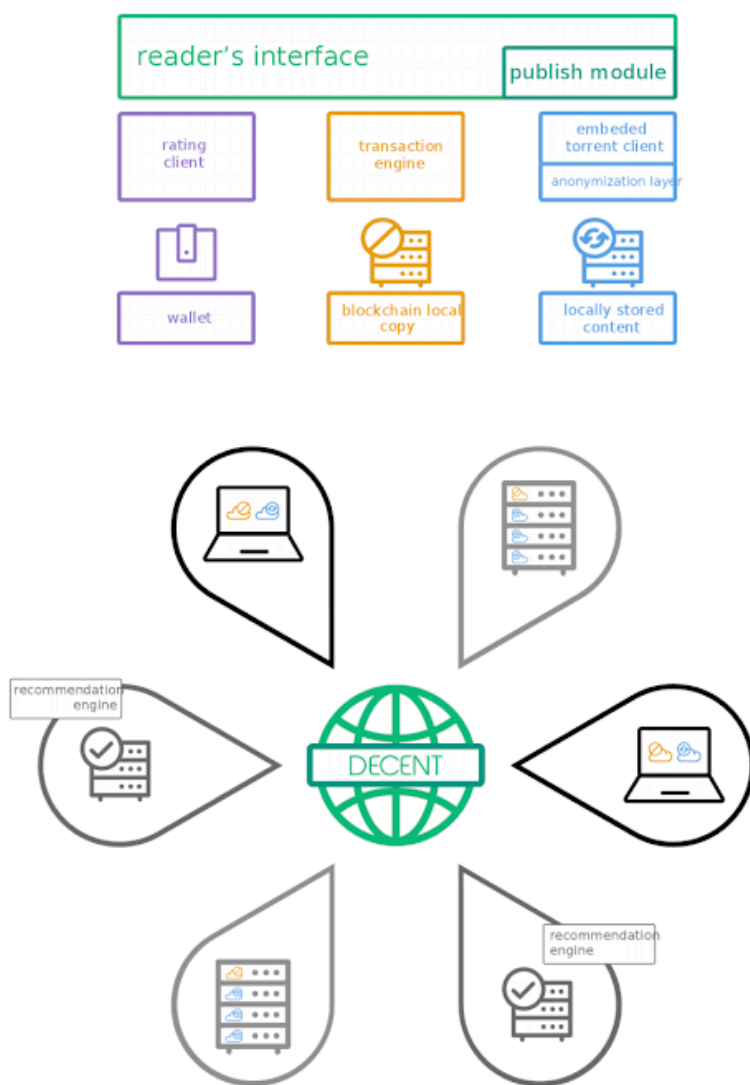 reader's interface
publish module
rating
client
transaction
engine
embeded
torrent client
anonymization layer
wallet
blockchain local
copy
locally stored
content
recommendation
engine
DECENT
recommendation
engine